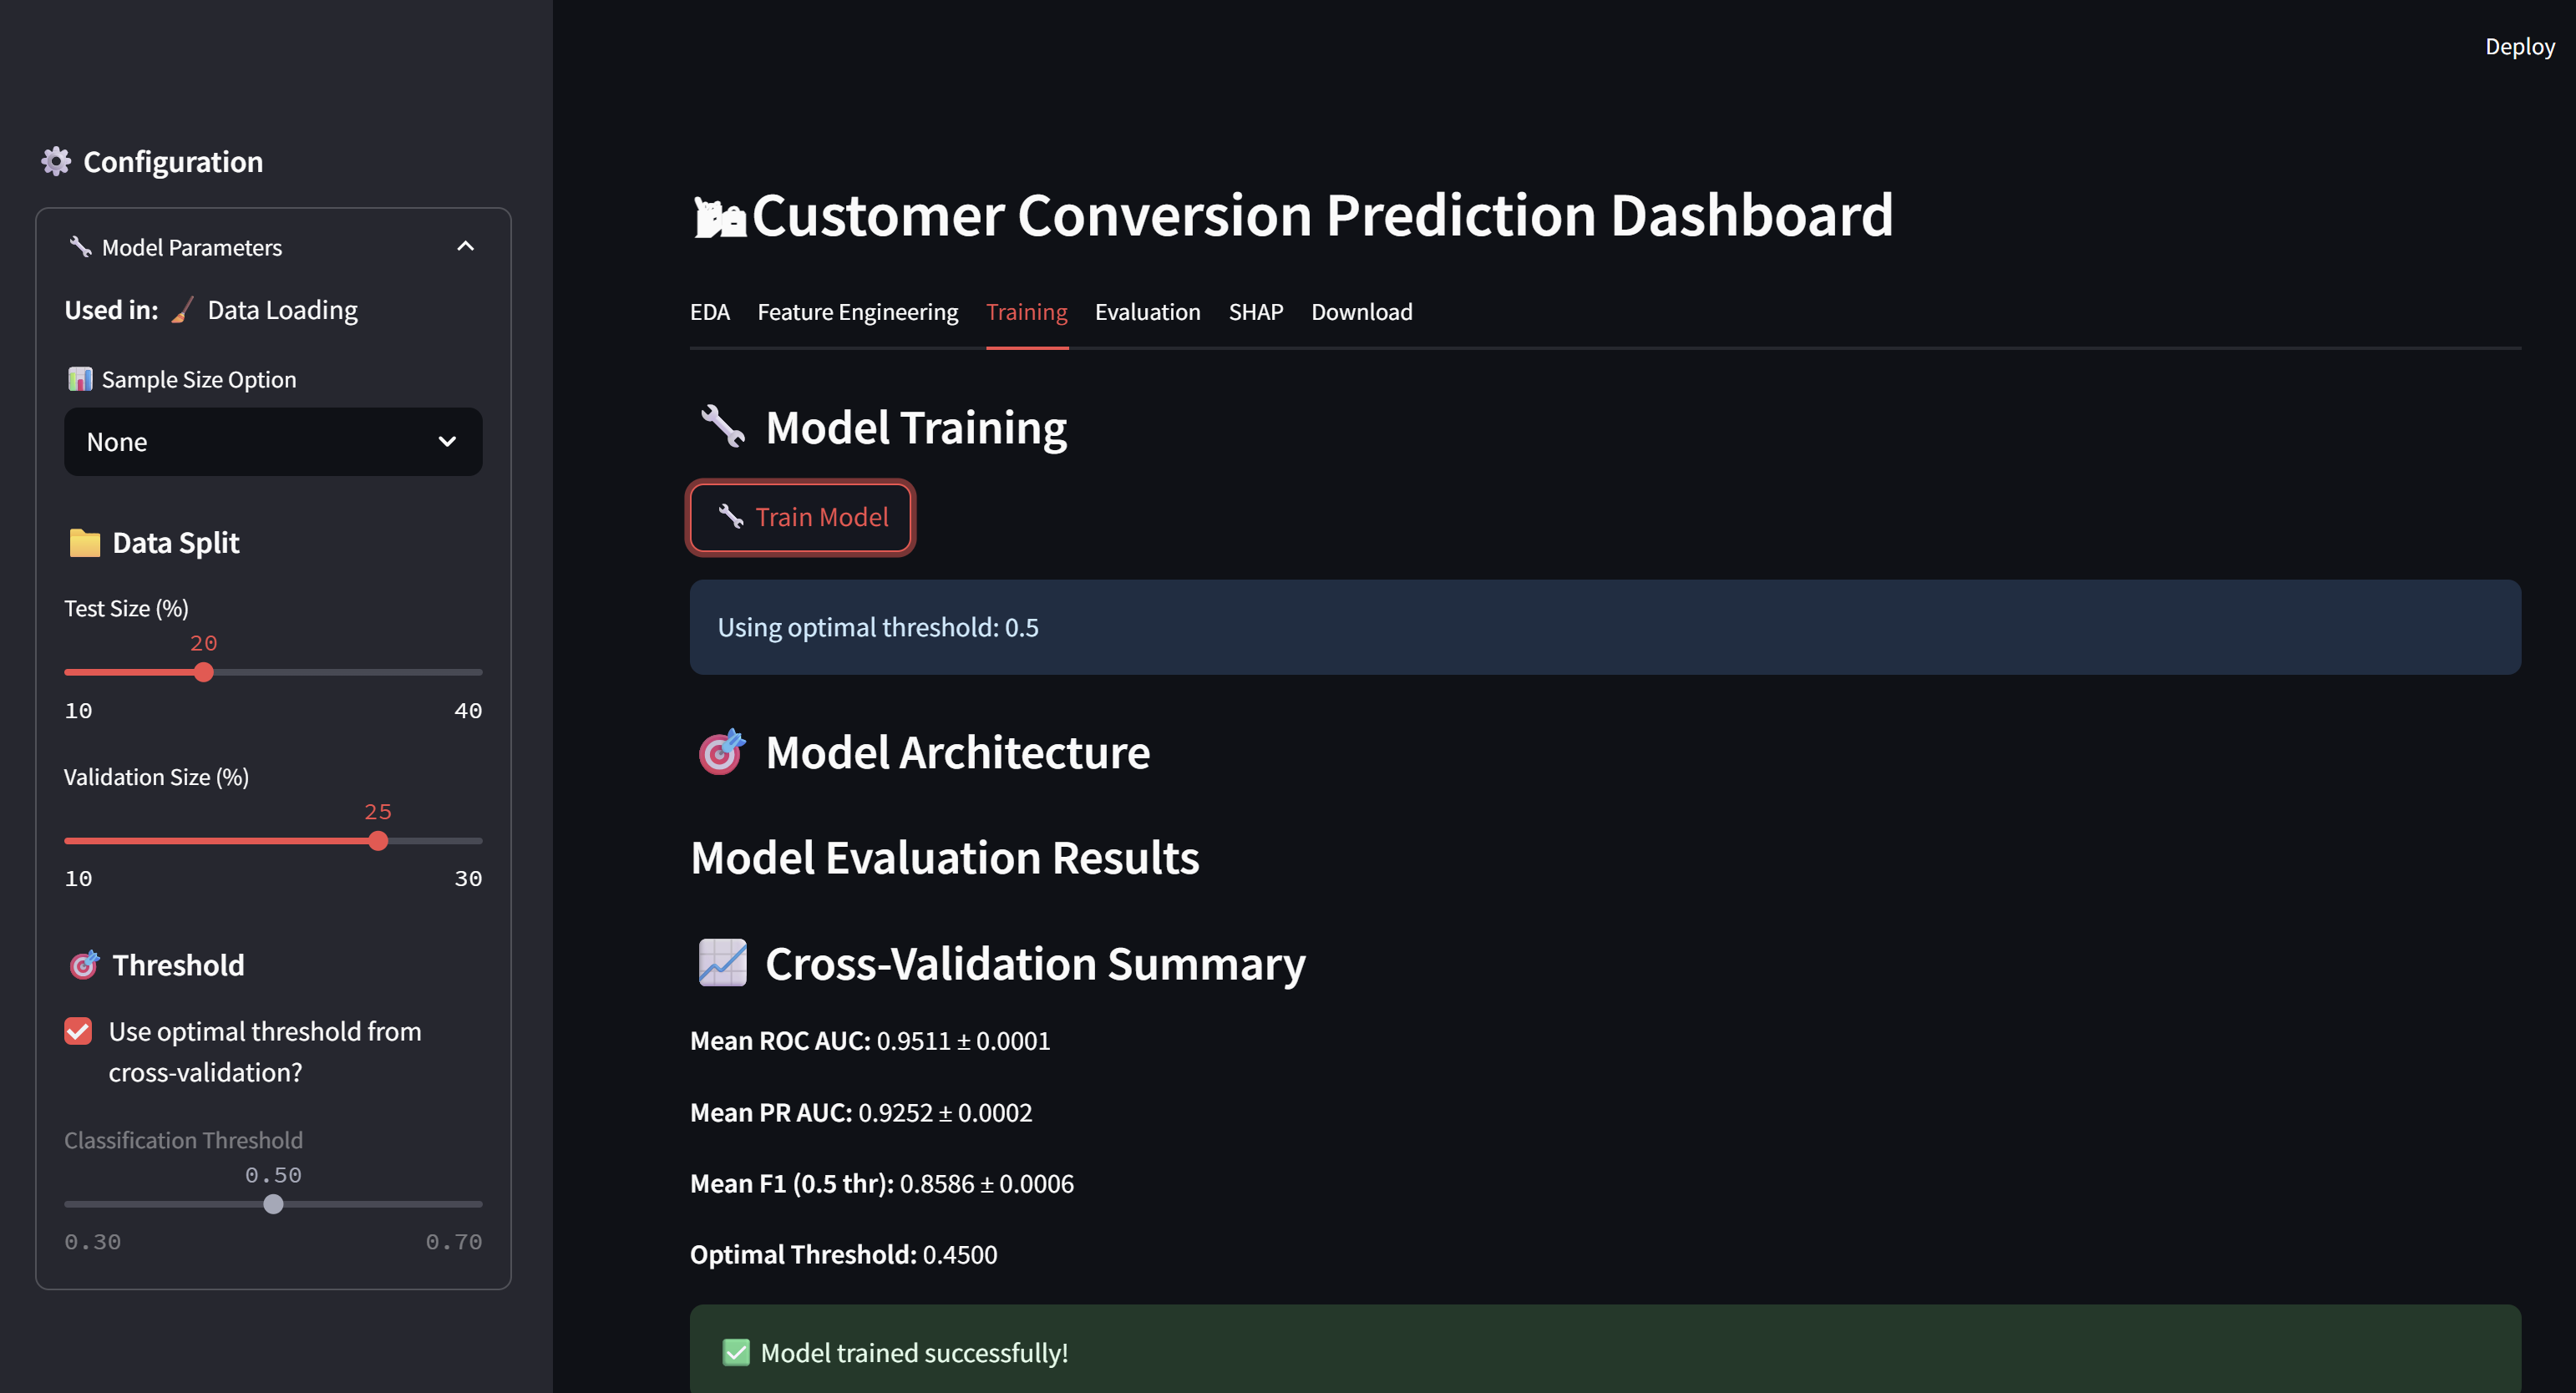 Deploy
Configuration
Model Parameters
Used in: Data Loading
Sample Size Option
None
Data Split
Test Size (%)
20
10 40
Validation Size (%)
25
10 30
Threshold
Use optimal threshold from
cross-validation?
Classification Threshold
0.50
0.30 0.70
Customer Conversion Prediction Dashboard
EDA Feature Engineering Training Evaluation SHAP Download
Model Training
Train Model
Using optimal threshold: 0.5
Model Architecture
Model Evaluation Results
Cross-Validation Summary
Mean ROC AUC: 0.9511 ± 0.0001
Mean PR AUC: 0.9252 ± 0.0002
Mean F1 (0.5 thr): 0.8586 ± 0.0006
Optimal Threshold: 0.4500
Model trained successfully!